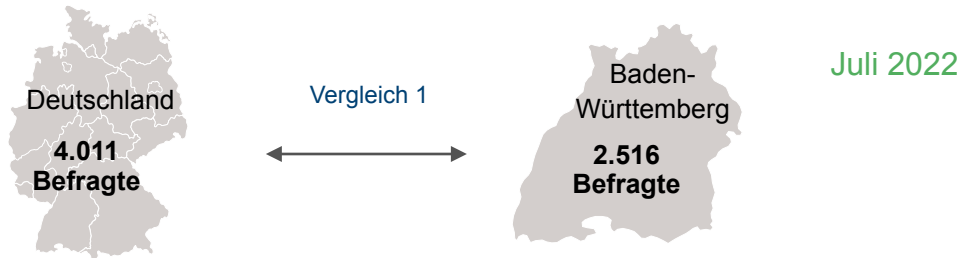 Deutschland
4.011
Befragte
Vergleich 1
Baden-
Württemberg
2.516
Befragte
Juli 2022